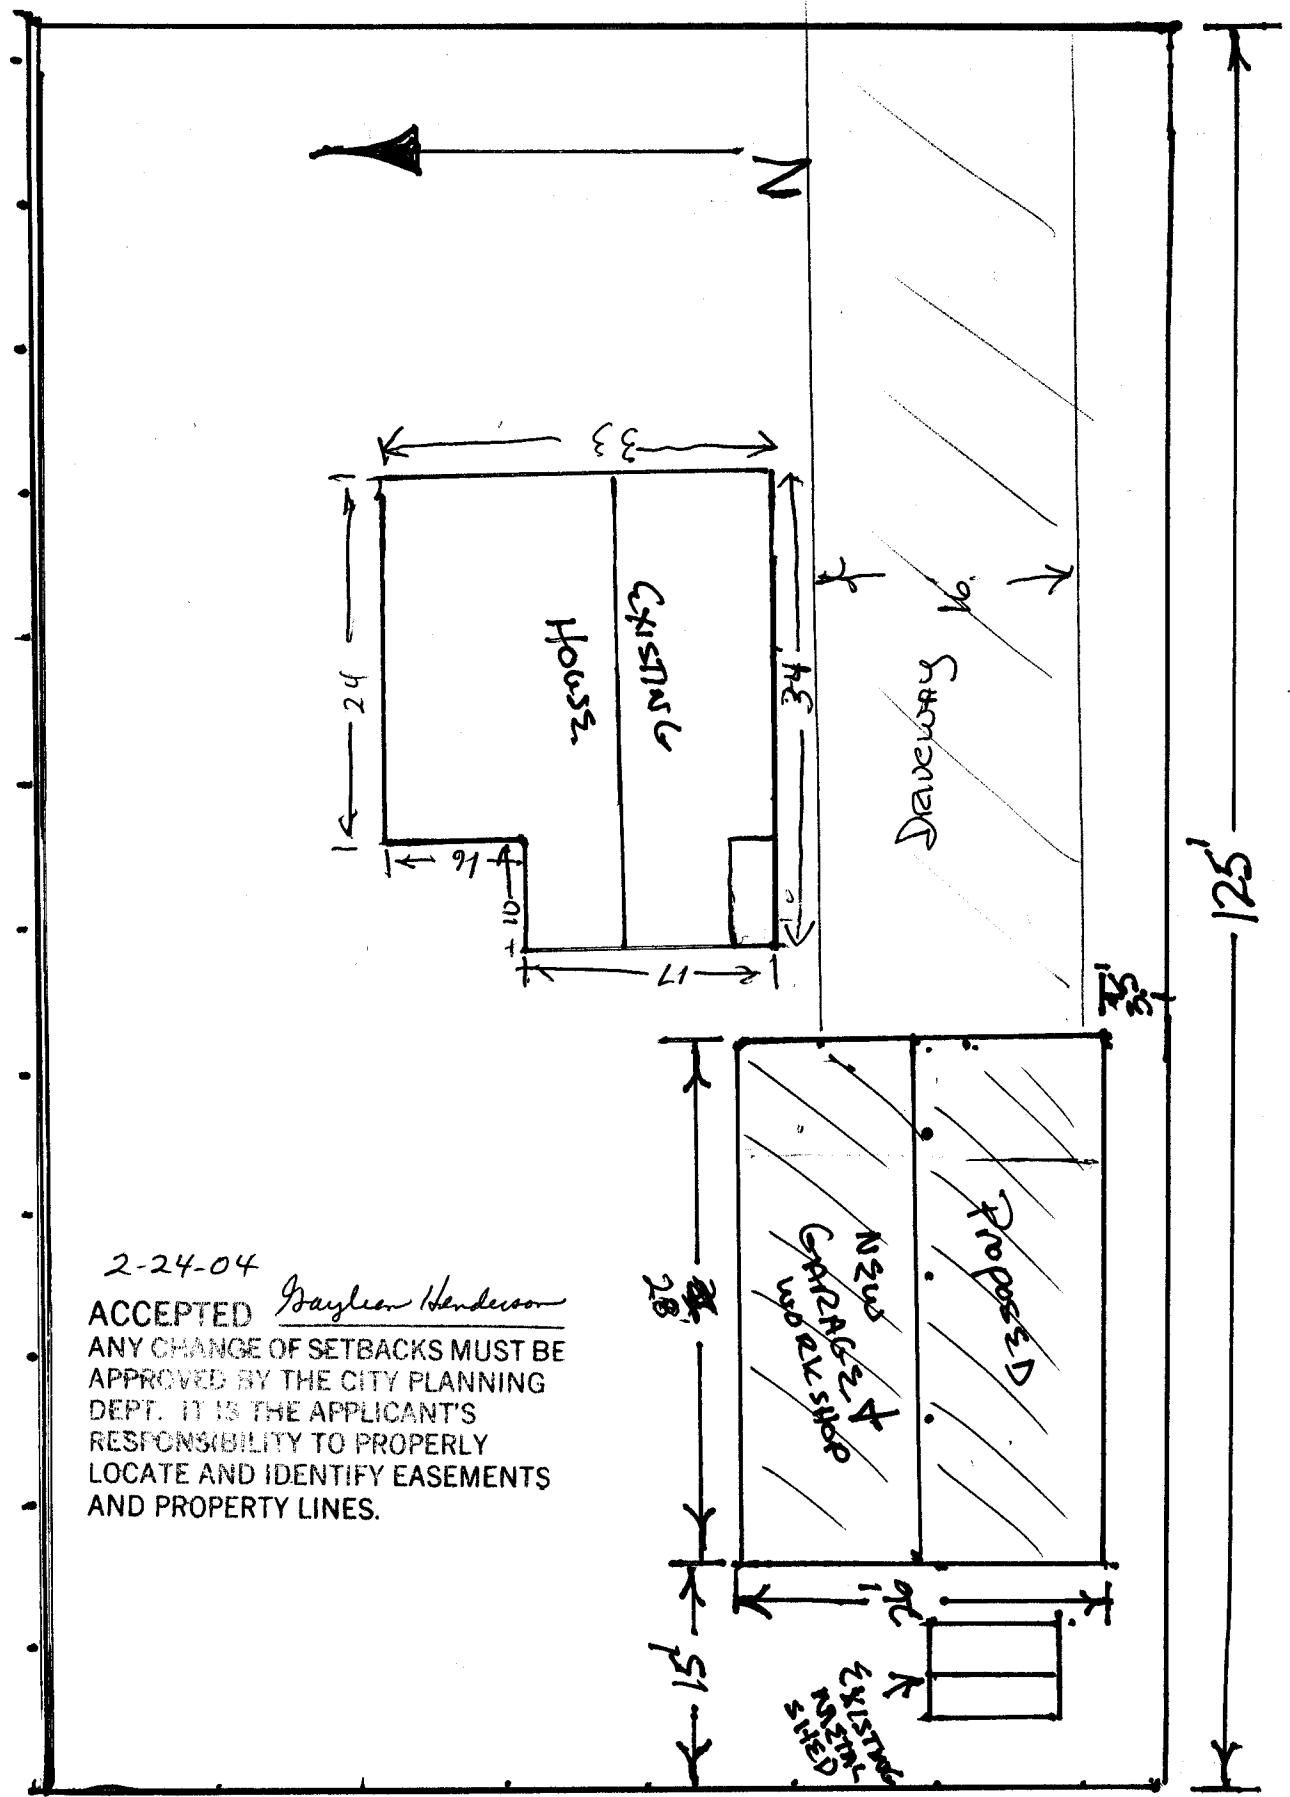 N
33
24
EXISTING
HOUSE
34'
16
10
17
16'
DRIVEWAY
125'
3'
28'
PROPOSED
NEW
GARAGE &
WORKSHOP
26'
15'
EXISTING
METAL
SHED
2-24-04
ACCEPTED Gayleen Henderson
ANY CHANGE OF SETBACKS MUST BE
APPROVED BY THE CITY PLANNING
DEPT. IT IS THE APPLICANT'S
RESPONSIBILITY TO PROPERLY
LOCATE AND IDENTIFY EASEMENTS
AND PROPERTY LINES.